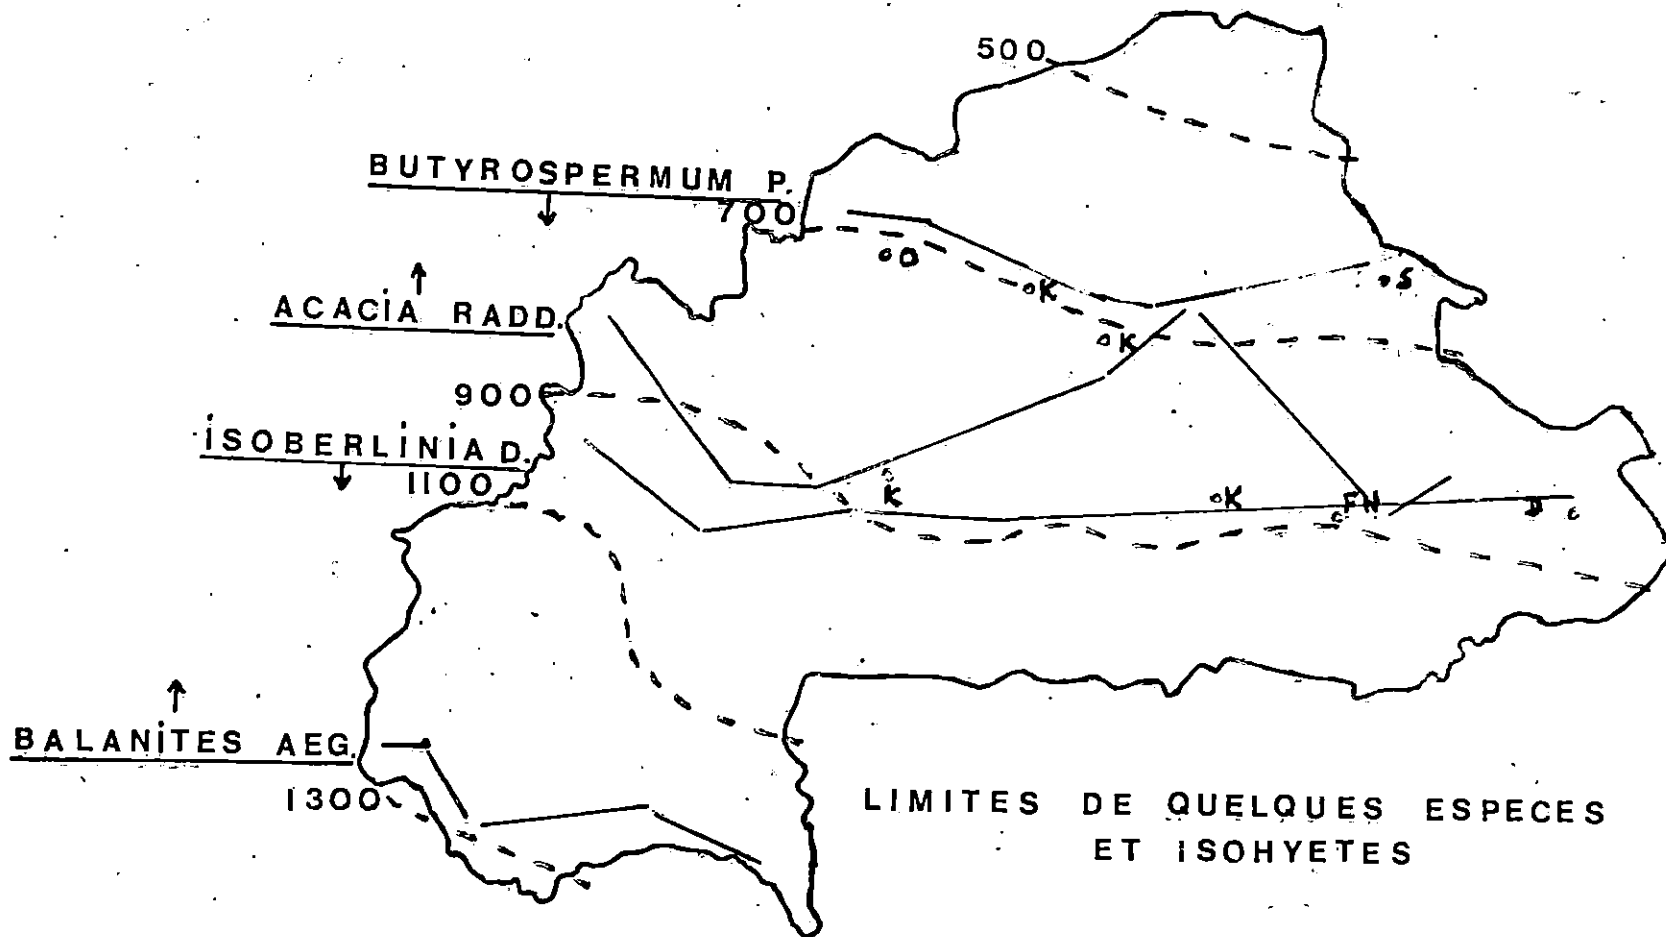 500
BUTYROSPERMUM P.
700
D
K
S
ACACiA RADD.
K
900
iSOBERLiNiA D.
1100
K
K
FN
D
BALANiTES AEG.
1300
LIMITES DE QUELQUES ESPECES
ET iSOHYETES